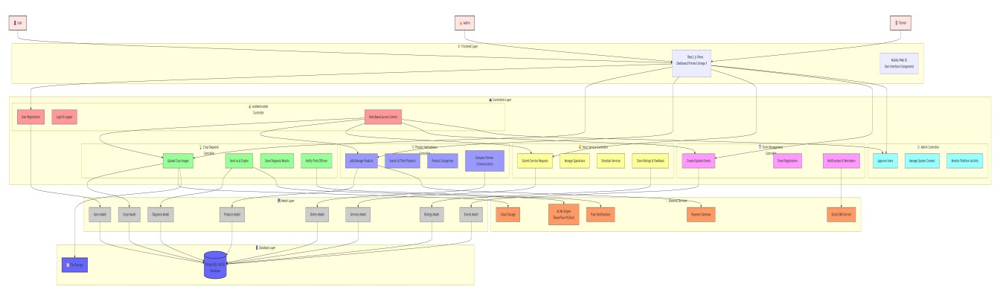 User
Admin
Farmer
Frontend Layer
React.js Views
Dashboard/Forms/Listings/
Mobile/Web UI
User Interface Components
Controllers Layer
Authentication
Controller
User Registration
Login & Logout
Role-Based Access Control
Crop Diagnosis
Controller
Upload Crop Images
Send to AI Engine
Store Diagnosis Results
Notify Field Officers
Product Marketplace
Controller
Add/Manage Products
Search & Filter Products
Product Comparison
Company-Farmer
Communication
Solar Service Controller
Submit Service Requests
Manage Quotations
Schedule Services
Store Ratings & Feedback
Event Management
Controller
Create/Update Events
Event Registration
Notifications & Reminders
Admin Controller
Approve Users
Manage System Content
Monitor Platform Activity
Model Layer
Users Model
Crops Model
Diagnosis Model
Products Model
Orders Model
Services Model
Ratings Model
Events Model
External Services
Cloud Storage
AI/ML Engine
TensorFlow/PyTorch
Push Notifications
Payment Gateway
Email/SMS Service
Database Layer
File Storage
Database